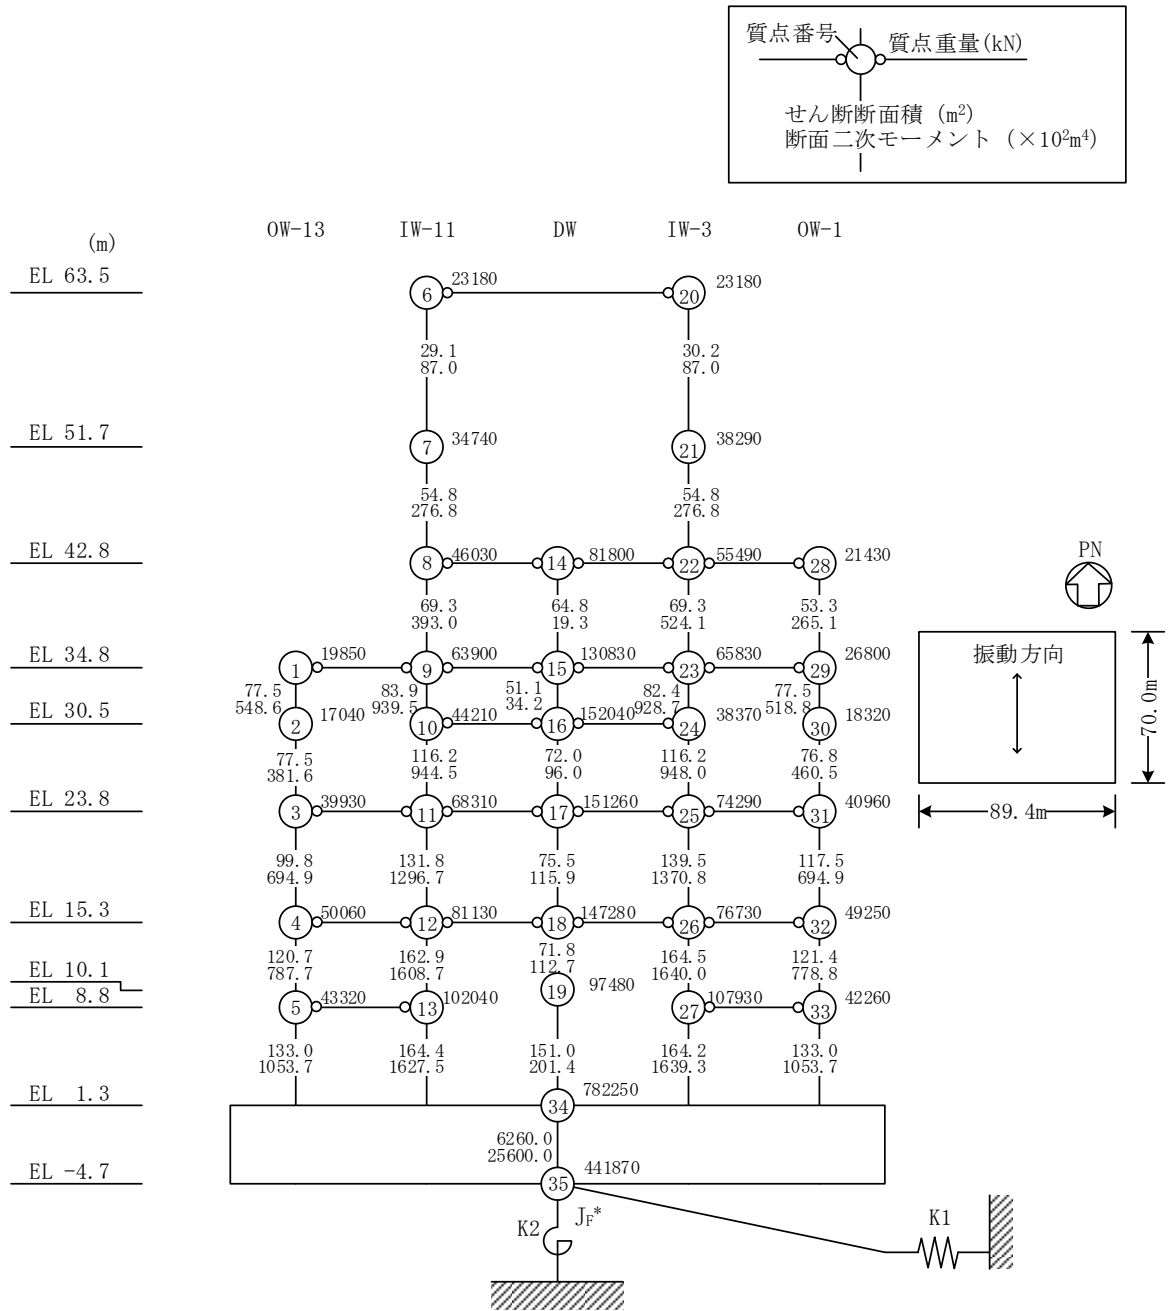 質点番号
質点重量(kN)
せん断断面積 (m²)
断面二次モーメント (×10²m⁴)
OW-13 IW-11 DW IW-3 OW-1
(m)
EL 63.5
6 23180 20 23180
29.1 30.2
87.0 87.0
EL 51.7
7 34740 21 38290
54.8 54.8
276.8 276.8
EL 42.8
8 46030 14 81800 22 55490 28 21430
PN
69.3 64.8 69.3 53.3
393.0 19.3 524.1 265.1
EL 34.8
1 19850 9 63900 15 130830 23 65830 29 26800
振動方向
77.5 83.9 51.1 82.4 77.5
548.6 939.5 34.2 928.7 518.8
EL 30.5
2 17040 10 44210 16 152040 24 38370 30 18320
70.0m
77.5 116.2 72.0 116.2 76.8
381.6 944.5 96.0 948.0 460.5
EL 23.8
3 39930 11 68310 17 151260 25 74290 31 40960
89.4m
99.8 131.8 75.5 139.5 117.5
694.9 1296.7 115.9 1370.8 694.9
EL 15.3
4 50060 12 81130 18 147280 26 76730 32 49250
120.7 162.9 71.8 164.5 121.4
787.7 1608.7 112.7 1640.0 778.8
EL 10.1
19 97480
EL 8.8
5 43320 13 102040 27 107930 33 42260
133.0 164.4 151.0 164.2 133.0
1053.7 1627.5 201.4 1639.3 1053.7
EL 1.3
34 782250
6260.0
25600.0
EL -4.7
35 441870
K2 J_F* K1